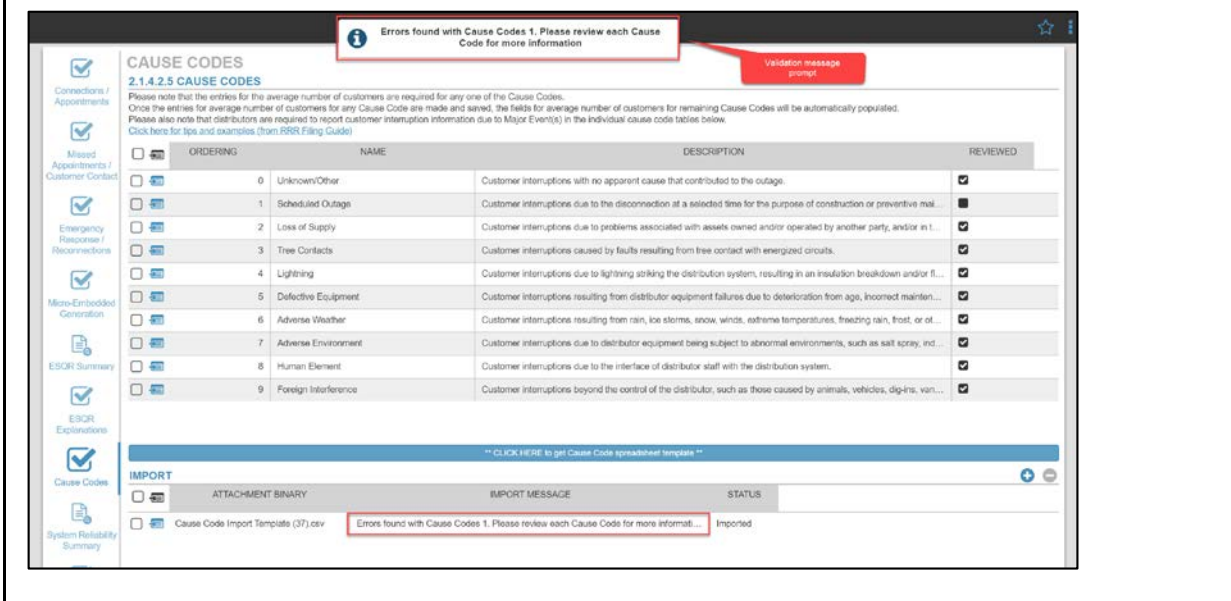 Errors found with Cause Codes 1. Please review each Cause
Code for more information
Validation message
prompt
Connections /
Appointments
Missed
Appointments /
Customer Contact
Emergency
Response /
Reconnections
Micro-Embedded
Generation
ESQR Summary
ESQR
Explanations
Cause Codes
System Reliability
Summary
CAUSE CODES
2.1.4.2.5 CAUSE CODES
Please note that the entries for the average number of customers are required for any one of the Cause Codes.
Once the entries for average number of customers for any Cause Code are made and saved, the fields for average number of customers for remaining Cause Codes will be automatically populated.
Please also note that distributors are required to report customer interruption information due to Major Event(s) in the individual cause code tables below.
Click here for tips and examples (from RRR Filing Guide)
ORDERING NAME DESCRIPTION REVIEWED
0 Unknown/Other Customer interruptions with no apparent cause that contributed to the outage.
1 Scheduled Outage Customer interruptions due to the disconnection at a selected time for the purpose of construction or preventive mai...
2 Loss of Supply Customer interruptions due to problems associated with assets owned and/or operated by another party, and/or in t...
3 Tree Contacts Customer interruptions caused by faults resulting from tree contact with energized circuits.
4 Lightning Customer interruptions due to lightning striking the distribution system, resulting in an insulation breakdown and/or fl...
5 Defective Equipment Customer interruptions resulting from distributor equipment failures due to deterioration from age, incorrect mainten...
6 Adverse Weather Customer interruptions resulting from rain, ice storms, snow, winds, extreme temperatures, freezing rain, frost, or ot...
7 Adverse Environment Customer interruptions due to distributor equipment being subject to abnormal environments, such as salt spray, ind...
8 Human Element Customer interruptions due to the interface of distributor staff with the distribution system.
9 Foreign Interference Customer interruptions beyond the control of the distributor, such as those caused by animals, vehicles, dig-ins, van...
** CLICK HERE to get Cause Code spreadsheet template **
IMPORT
ATTACHMENT BINARY IMPORT MESSAGE STATUS
Cause Code Import Template (37).csv Errors found with Cause Codes 1. Please review each Cause Code for more informati... Imported